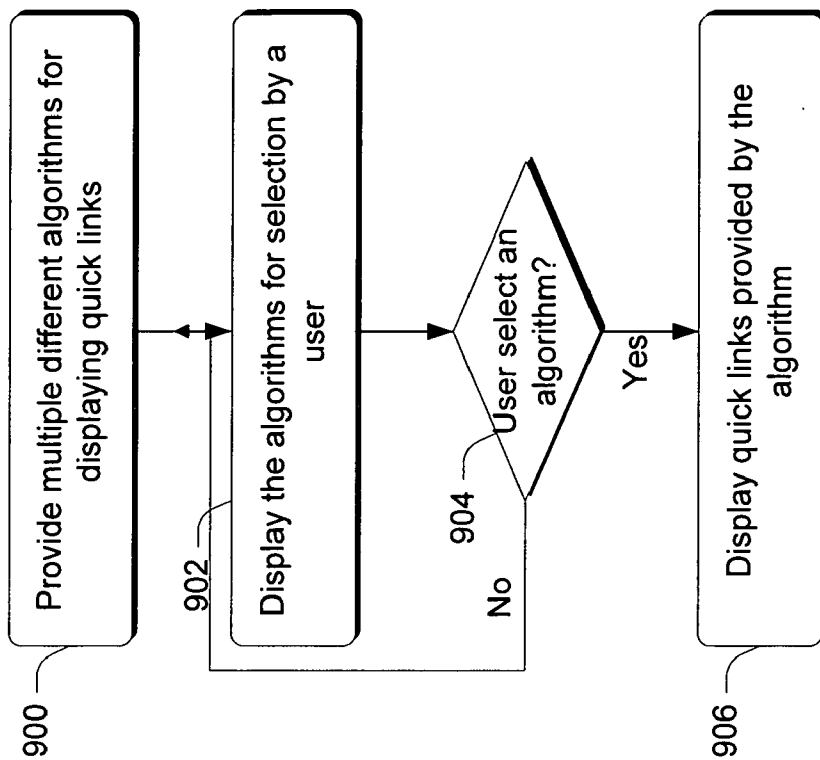 900
Provide multiple different algorithms for
displaying quick links
902
Display the algorithms for selection by a
user
904
User select an
algorithm?
No
Yes
906
Display quick links provided by the
algorithm